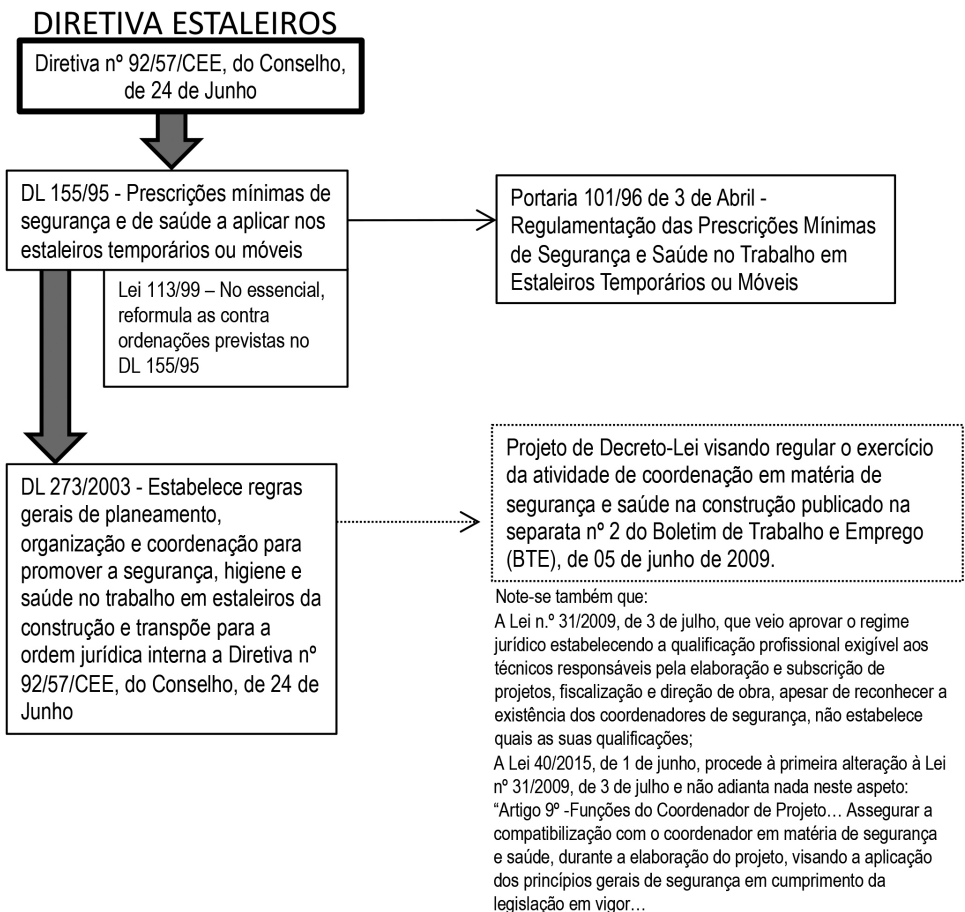 DIRETIVA ESTALEIROS
Diretiva nº 92/57/CEE, do Conselho,
de 24 de Junho
DL 155/95 - Prescrições mínimas de
segurança e de saúde a aplicar nos
estaleiros temporários ou móveis
Portaria 101/96 de 3 de Abril -
Regulamentação das Prescrições Mínimas
de Segurança e Saúde no Trabalho em
Estaleiros Temporários ou Móveis
Lei 113/99 – No essencial,
reformula as contra
ordenações previstas no
DL 155/95
DL 273/2003 - Estabelece regras
gerais de planeamento,
organização e coordenação para
promover a segurança, higiene e
saúde no trabalho em estaleiros da
construção e transpõe para a
ordem jurídica interna a Diretiva nº
92/57/CEE, do Conselho, de 24 de
Junho
Projeto de Decreto-Lei visando regular o exercício
da atividade de coordenação em matéria de
segurança e saúde na construção publicado na
separata nº 2 do Boletim de Trabalho e Emprego
(BTE), de 05 de junho de 2009.
Note-se também que:
A Lei n.º 31/2009, de 3 de julho, que veio aprovar o regime
jurídico estabelecendo a qualificação profissional exigível aos
técnicos responsáveis pela elaboração e subscrição de
projetos, fiscalização e direção de obra, apesar de reconhecer a
existência dos coordenadores de segurança, não estabelece
quais as suas qualificações;
A Lei 40/2015, de 1 de junho, procede à primeira alteração à Lei
nº 31/2009, de 3 de julho e não adianta nada neste aspeto:
“Artigo 9º -Funções do Coordenador de Projeto… Assegurar a
compatibilização com o coordenador em matéria de segurança
e saúde, durante a elaboração do projeto, visando a aplicação
dos princípios gerais de segurança em cumprimento da
legislação em vigor…